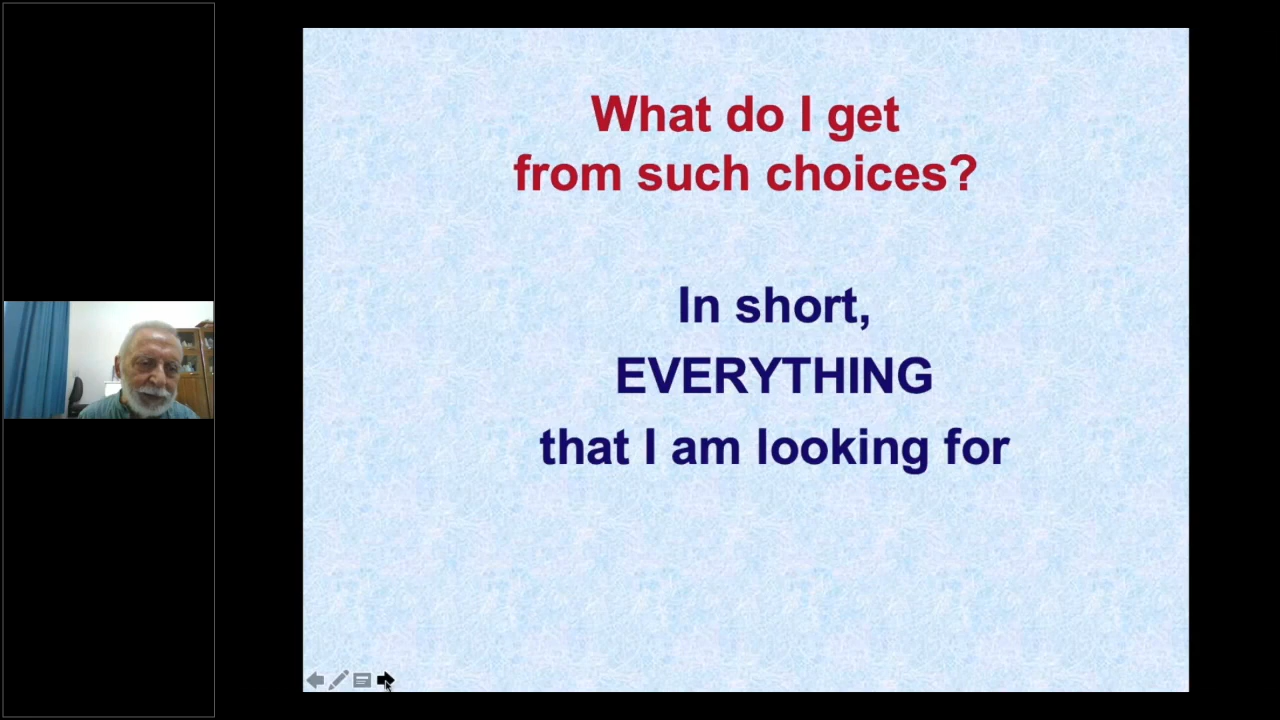 What do I get
from such choices?
In short,
EVERYTHING
that I am looking for